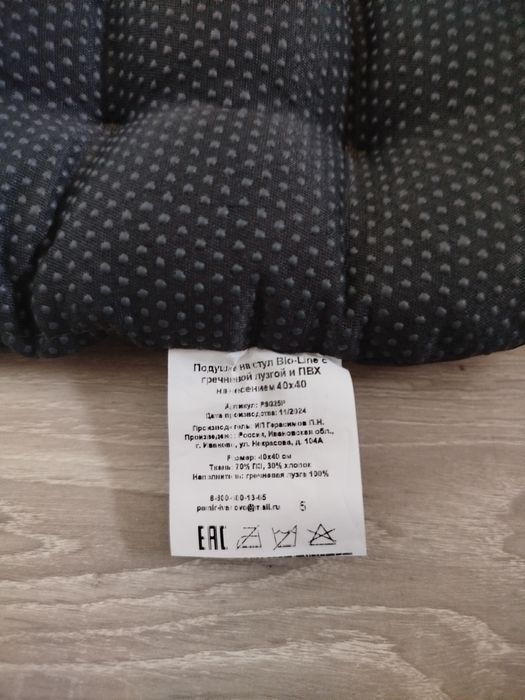 Подушка на стул Bio-Line с
гречневой лузгой и ПВХ
нанесением 40х40
Артикул:
Дата производства: 11/2024
Производитель: ИП Герасимов П.Н.
Произведено: Россия, Ивановская обл.,
г. Иваново, ул. Некрасова, д. 104А
Размер: 40х40 см
Ткань: 70% ПЭ, 30% хлопок
Наполнитель: гречневая лузга 100%
6
EAC